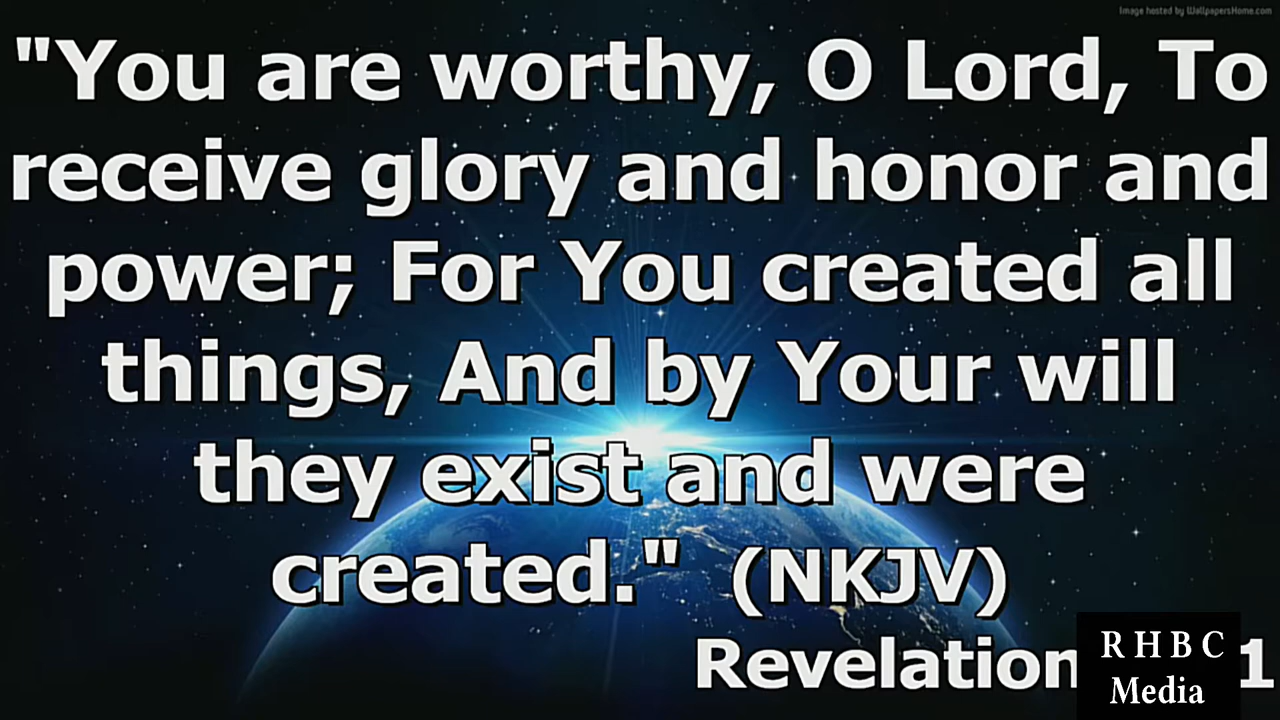 Image hosted by WallpapersHome.com
"You are worthy, O Lord, To
receive glory and honor and
power; For You created all
things, And by Your will
they exist and were
created." (NKJV)
Revelation 1
RHBC
Media